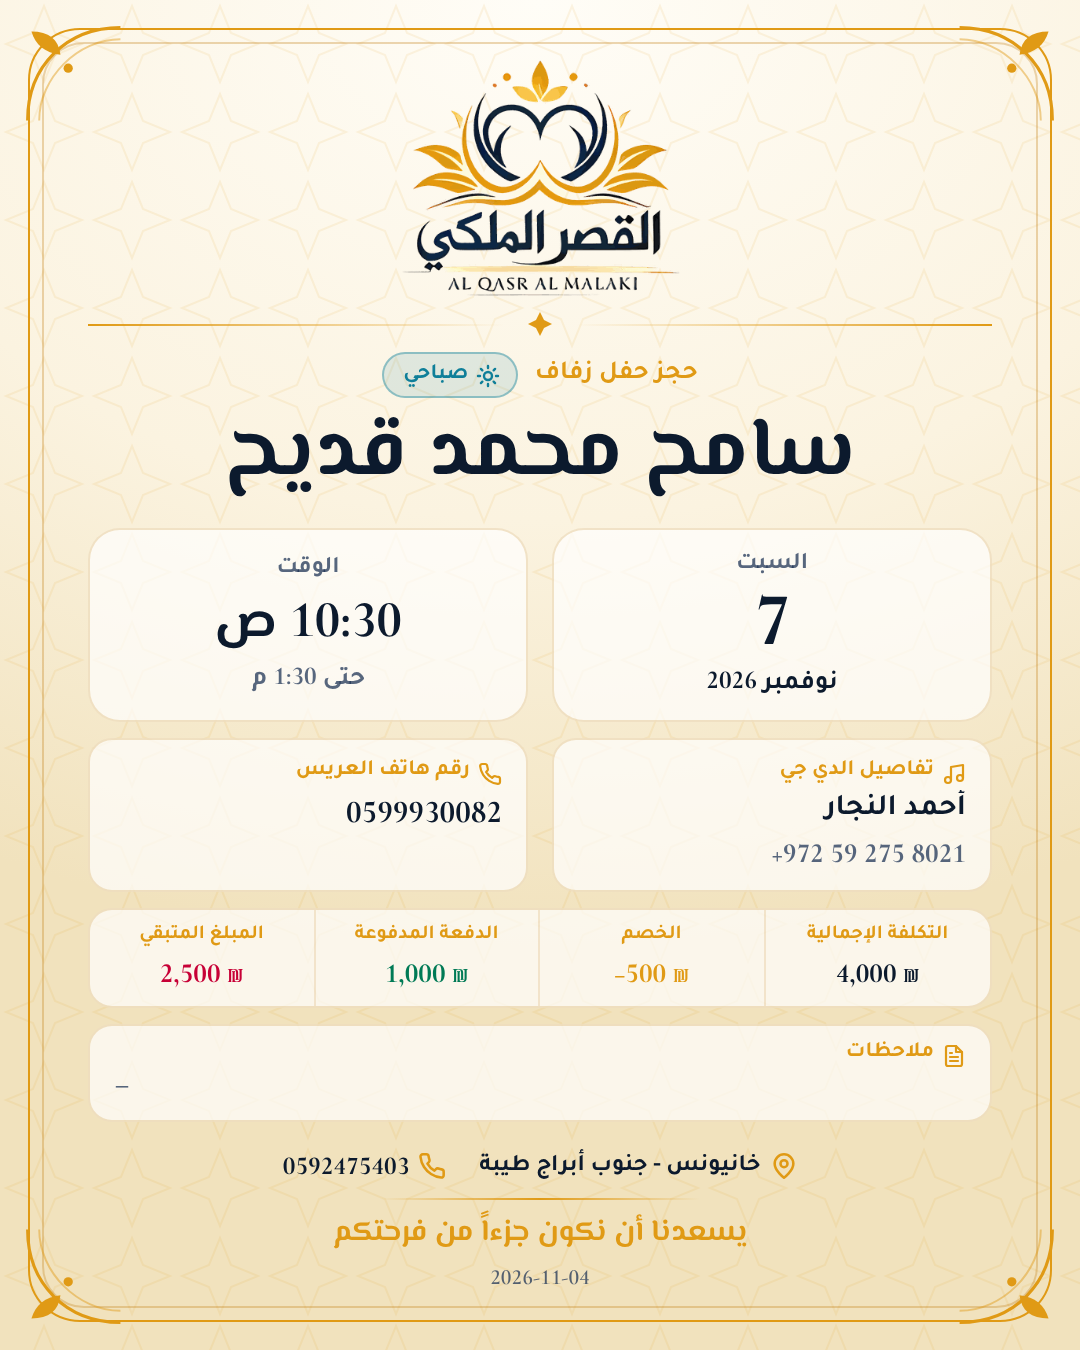 القصر الملكي
AL QASR AL MALAKI
حجز حفل زفاف
صباحي
سامح محمد قديح
السبت
7
نوفمبر 2026
الوقت
10:30 ص
حتى 1:30 م
تفاصيل الدي جي
أحمد النجار
+972 59 275 8021
رقم هاتف العريس
0599930082
التكلفة الإجمالية
4,000 ₪
الخصم
−500 ₪
الدفعة المدفوعة
1,000 ₪
المبلغ المتبقي
2,500 ₪
ملاحظات
—
خانيونس - جنوب أبراج طيبة
0592475403
يسعدنا أن نكون جزءاً من فرحتكم
2026-11-04